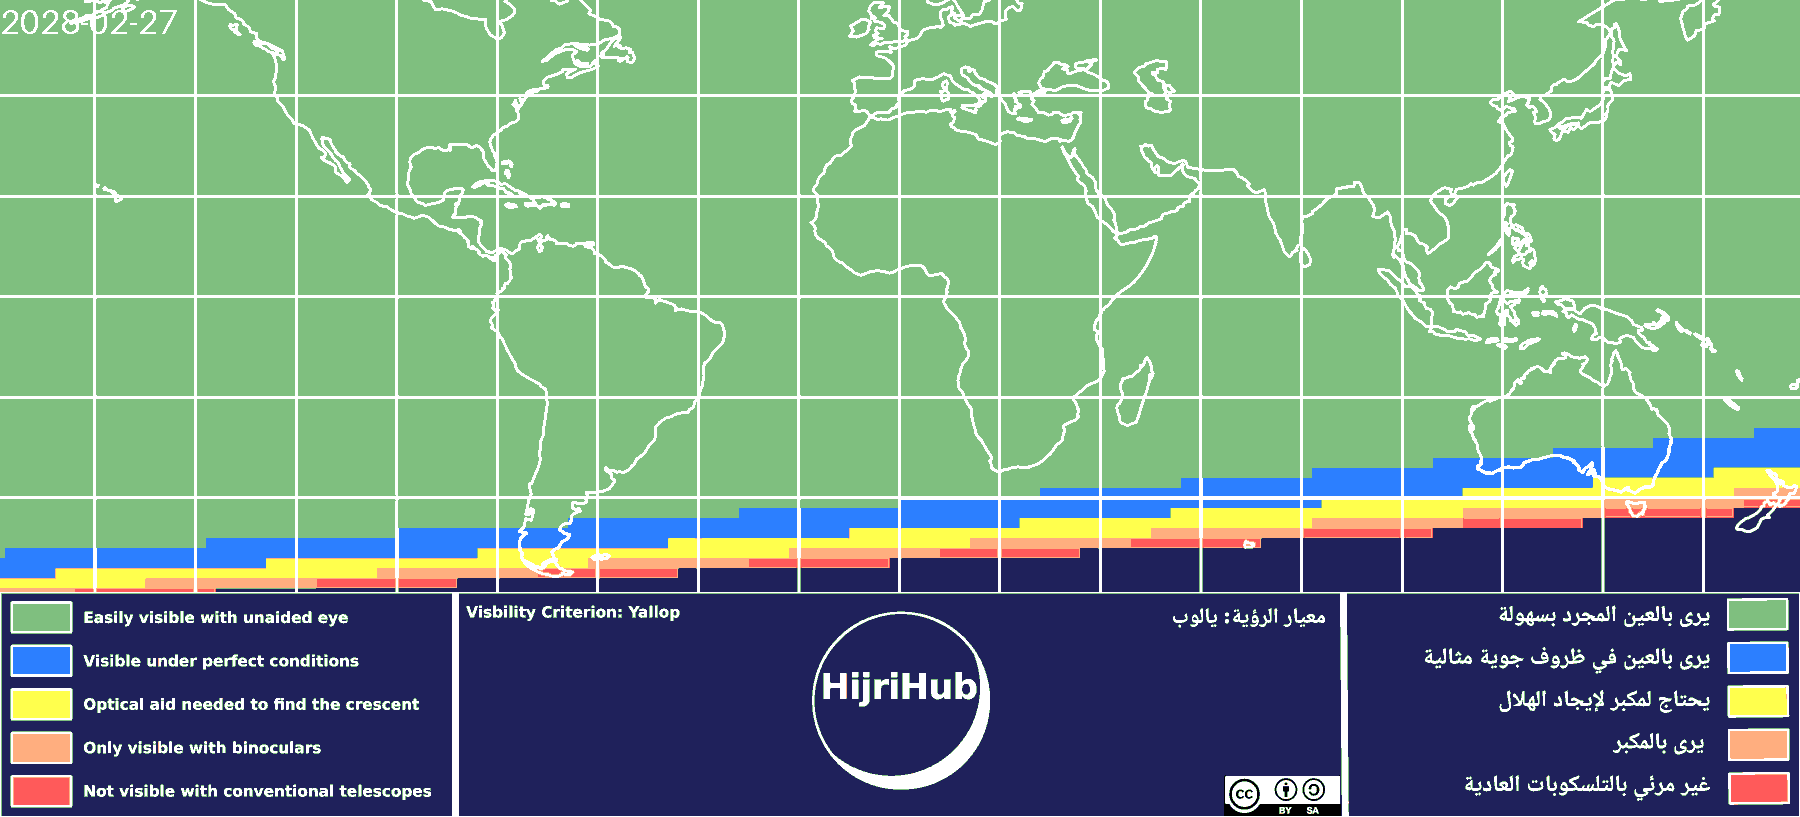 2028-02-27
Easily visible with unaided eye
Visible under perfect conditions
Optical aid needed to find the crescent
Only visible with binoculars
Not visible with conventional telescopes
Visbility Criterion: Yallop
معيار الرؤية: يالوب
HijriHub
cc
BY SA
يرى بالعين المجرد بسهولة
يرى بالعين في ظروف جوية مثالية
يحتاج لمكبر لإيجاد الهلال
يرى بالمكبر
غير مرئي بالتلسكوبات العادية